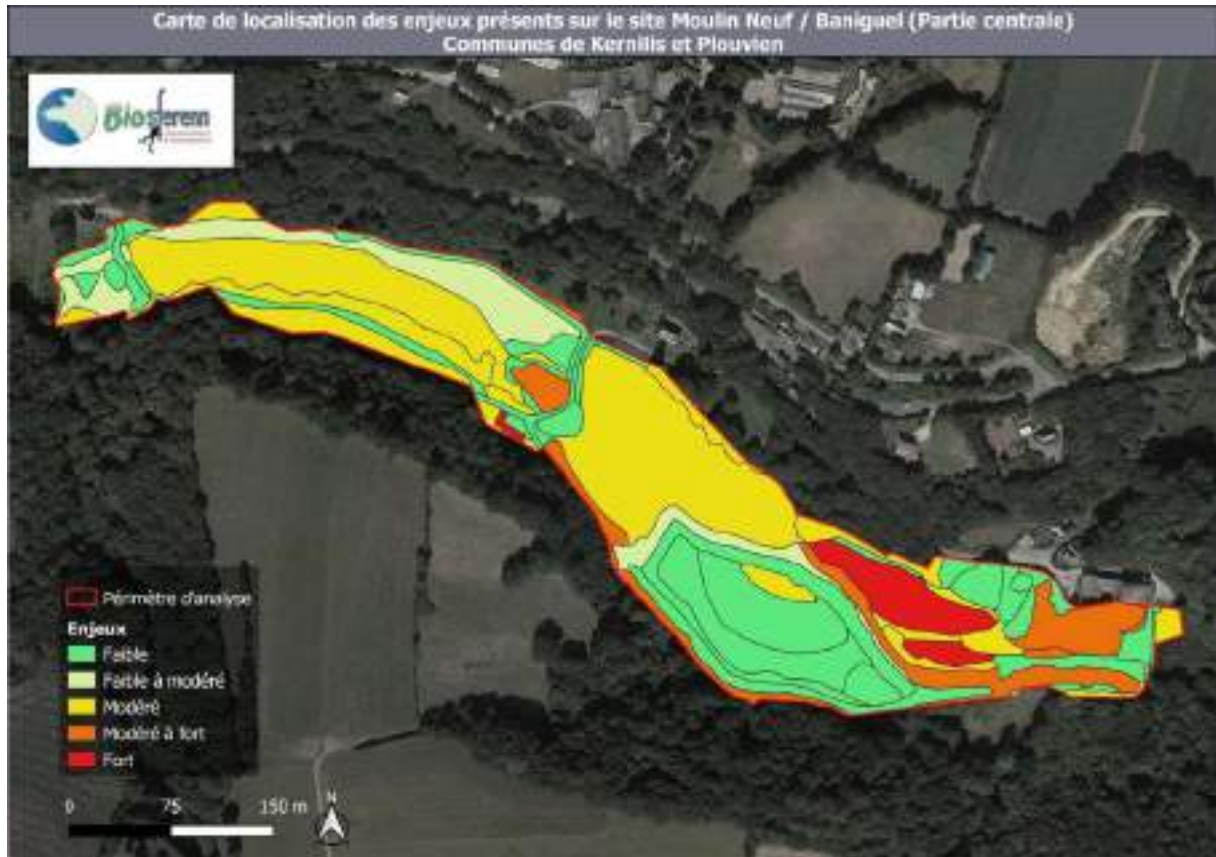 Carte de localisation des enjeux présents sur le site Moulin Neuf / Baniguel (Partie centrale)
Communes de Kernilis et Plouvien
Biosferenn
Périmètre d'analyse
Enjeux
Faible
Faible à modéré
Modéré
Modéré à fort
Fort
0 75 150 m
N